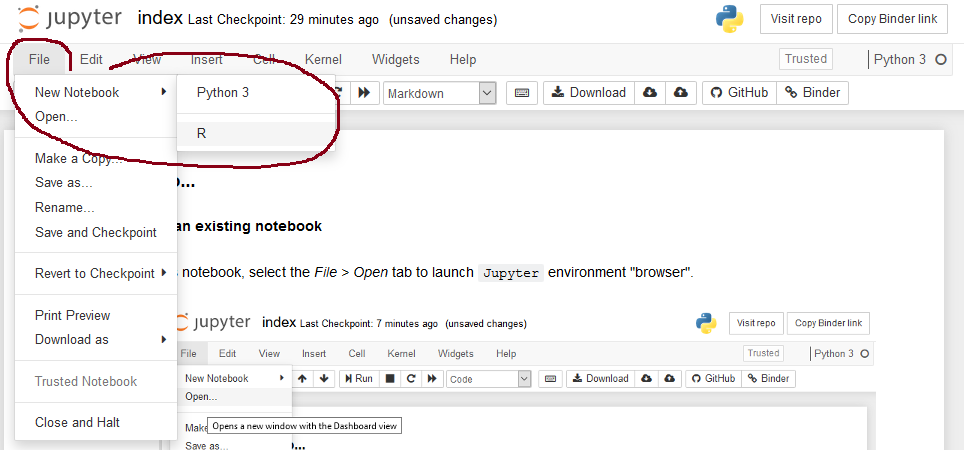 jupyter index Last Checkpoint: 29 minutes ago (unsaved changes) Visit repo Copy Binder link
File Edit View Insert Cell Kernel Widgets Help Trusted Python 3
New Notebook Python 3 Markdown Download GitHub Binder
Open...
R
Make a Copy...
Save as... ...
Rename...
an existing notebook
Save and Checkpoint
Revert to Checkpoint notebook, select the File > Open tab to launch Jupyter environment "browser".
Print Preview
jupyter index Last Checkpoint: 7 minutes ago (unsaved changes) Visit repo Copy Binder link
Download as
File Edit View Insert Cell Kernel Widgets Help Trusted Python 3
Trusted Notebook New Notebook Run Code Download GitHub Binder
Open...
Close and Halt Make Opens a new window with the Dashboard view
Save as... ...